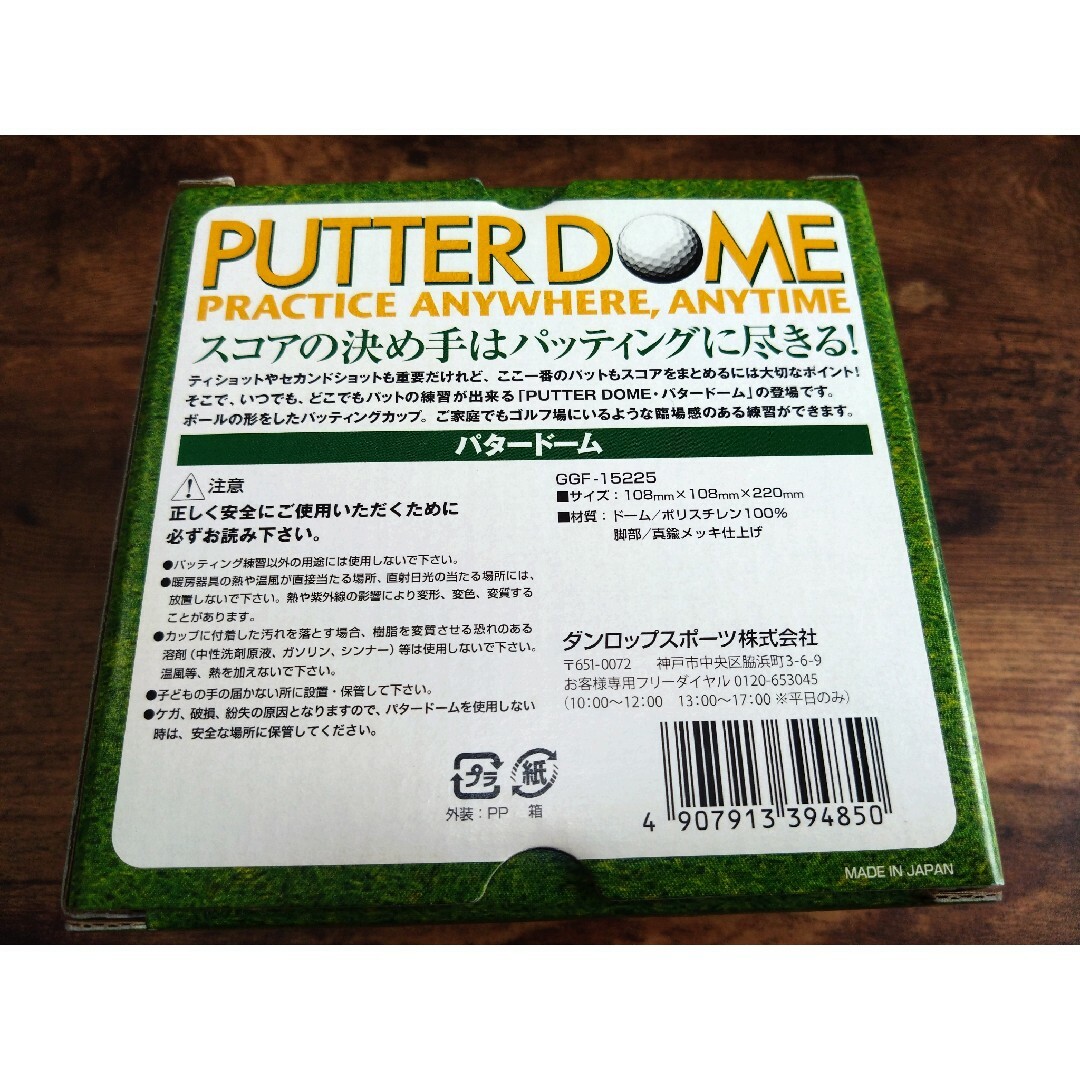 PUTTER DOME
PRACTICE ANYWHERE, ANYTIME
スコアの決め手はパッティングに尽きる!
ティショットやセカンドショットも重要だけれど、ここ一番のパットもスコアをまとめるには大切なポイント!
そこで、いつでも、どこでもパットの練習が出来る「PUTTER DOME・パタードーム」の登場です。
ボールの形をしたパッティングカップ。ご家庭でもゴルフ場にいるような臨場感のある練習ができます。
パタードーム
注意
正しく安全にご使用いただくために
必ずお読み下さい。
●パッティング練習以外の用途には使用しないで下さい。
●暖房器具の熱や温風が直接当たる場所、直射日光の当たる場所には、
放置しないで下さい。熱や紫外線の影響により変形、変色、変質する
ことがあります。
●カップに付着した汚れを落とす場合、樹脂を変質させる恐れのある
溶剤(中性洗剤原液、ガソリン、シンナー)等は使用しないで下さい。
温風等、熱を加えないで下さい。
●子どもの手の届かない所に設置・保管して下さい。
●ケガ、破損、紛失の原因となりますので、パタードームを使用しない
時は、安全な場所に保管してください。
GGF-15225
■サイズ:108mm×108mm×220mm
■材質:ドーム/ポリスチレン100%
脚部/真鍮メッキ仕上げ
ダンロップスポーツ株式会社
〒651-0072 神戸市中央区脇浜町3-6-9
お客様専用フリーダイヤル 0120-653045
(10:00~12:00 13:00~17:00 ※平日のみ)
プラ 紙
外装:PP 箱
4 907913 394850
MADE IN JAPAN